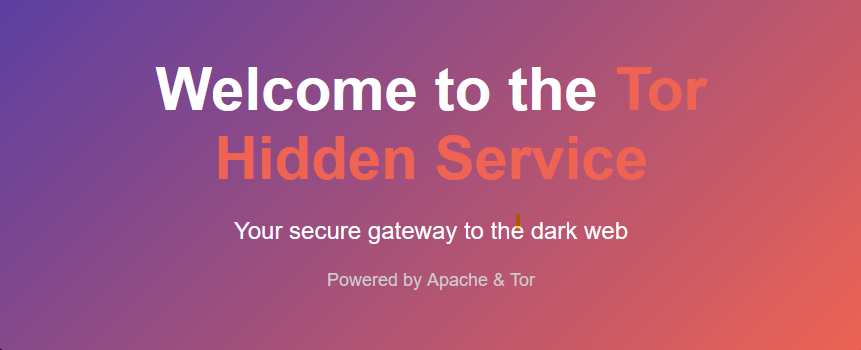 Welcome to the Tor
Hidden Service
Your secure gateway to the dark web
Powered by Apache & Tor